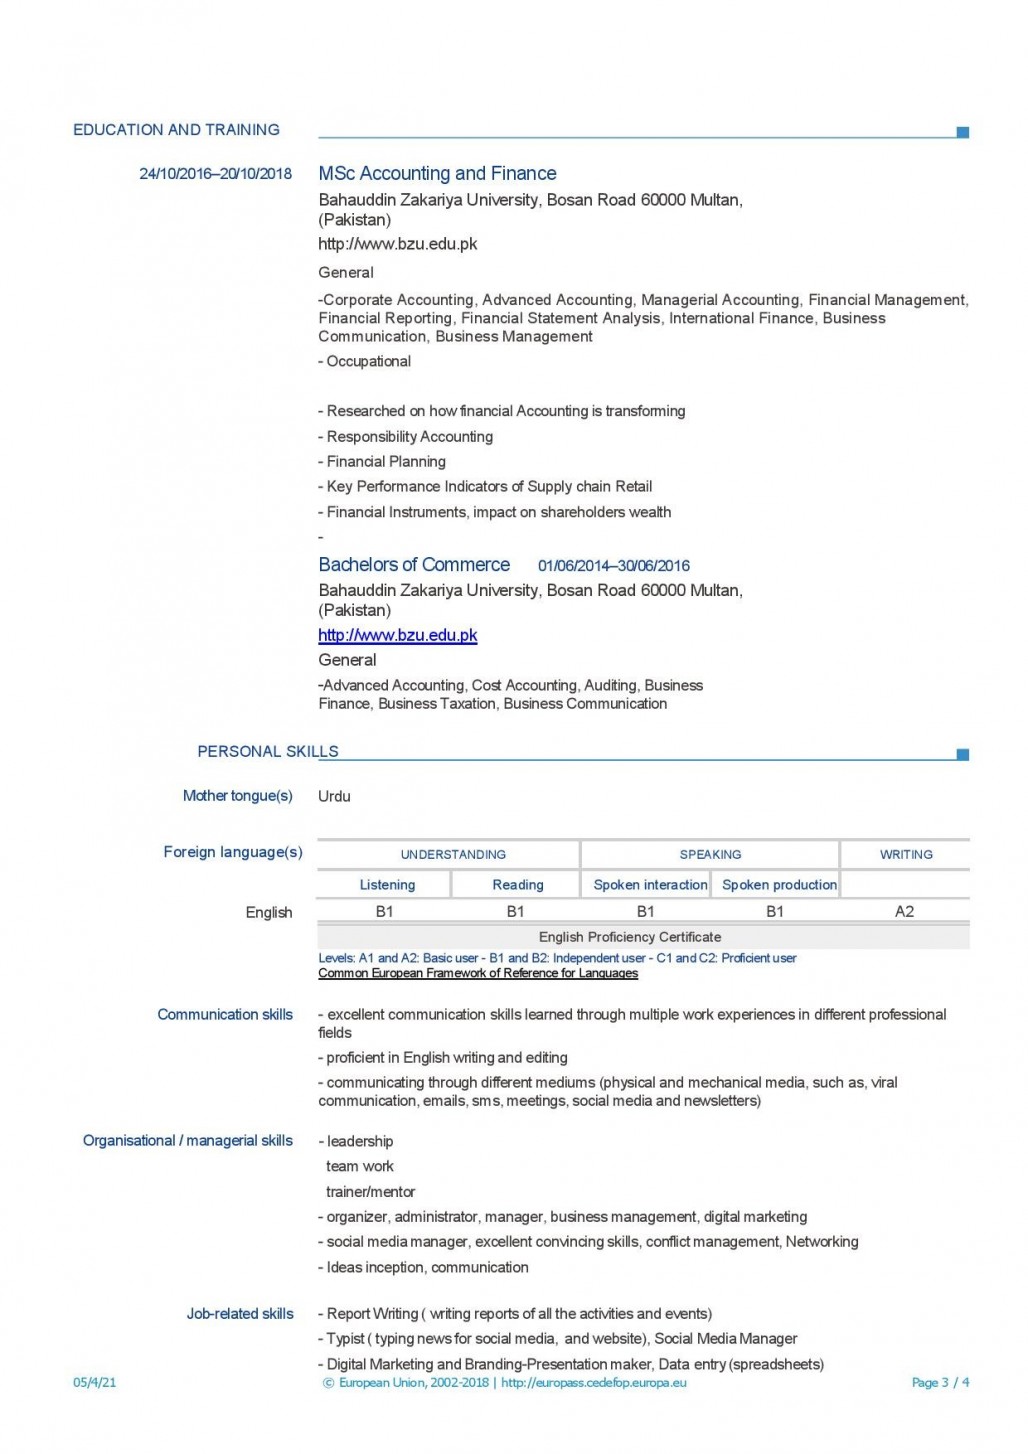 EDUCATION AND TRAINING
24/10/2016–20/10/2018 MSc Accounting and Finance
Bahauddin Zakariya University, Bosan Road 60000 Multan,
(Pakistan)
http://www.bzu.edu.pk
General
-Corporate Accounting, Advanced Accounting, Managerial Accounting, Financial Management,
Financial Reporting, Financial Statement Analysis, International Finance, Business
Communication, Business Management
- Occupational
- Researched on how financial Accounting is transforming
- Responsibility Accounting
- Financial Planning
- Key Performance Indicators of Supply chain Retail
- Financial Instruments, impact on shareholders wealth
-
Bachelors of Commerce 01/06/2014–30/06/2016
Bahauddin Zakariya University, Bosan Road 60000 Multan,
(Pakistan)
http://www.bzu.edu.pk
General
-Advanced Accounting, Cost Accounting, Auditing, Business
Finance, Business Taxation, Business Communication
PERSONAL SKILLS
Mother tongue(s) Urdu
Foreign language(s) UNDERSTANDING SPEAKING WRITING
Listening Reading Spoken interaction Spoken production
English B1 B1 B1 B1 A2
English Proficiency Certificate
Levels: A1 and A2: Basic user - B1 and B2: Independent user - C1 and C2: Proficient user
Common European Framework of Reference for Languages
Communication skills - excellent communication skills learned through multiple work experiences in different professional
fields
- proficient in English writing and editing
- communicating through different mediums (physical and mechanical media, such as, viral
communication, emails, sms, meetings, social media and newsletters)
Organisational / managerial skills - leadership
team work
trainer/mentor
- organizer, administrator, manager, business management, digital marketing
- social media manager, excellent convincing skills, conflict management, Networking
- Ideas inception, communication
Job-related skills - Report Writing ( writing reports of all the activities and events)
- Typist ( typing news for social media, and website), Social Media Manager
- Digital Marketing and Branding-Presentation maker, Data entry (spreadsheets)
05/4/21 © European Union, 2002-2018 | http://europass.cedefop.europa.eu Page 3 / 4